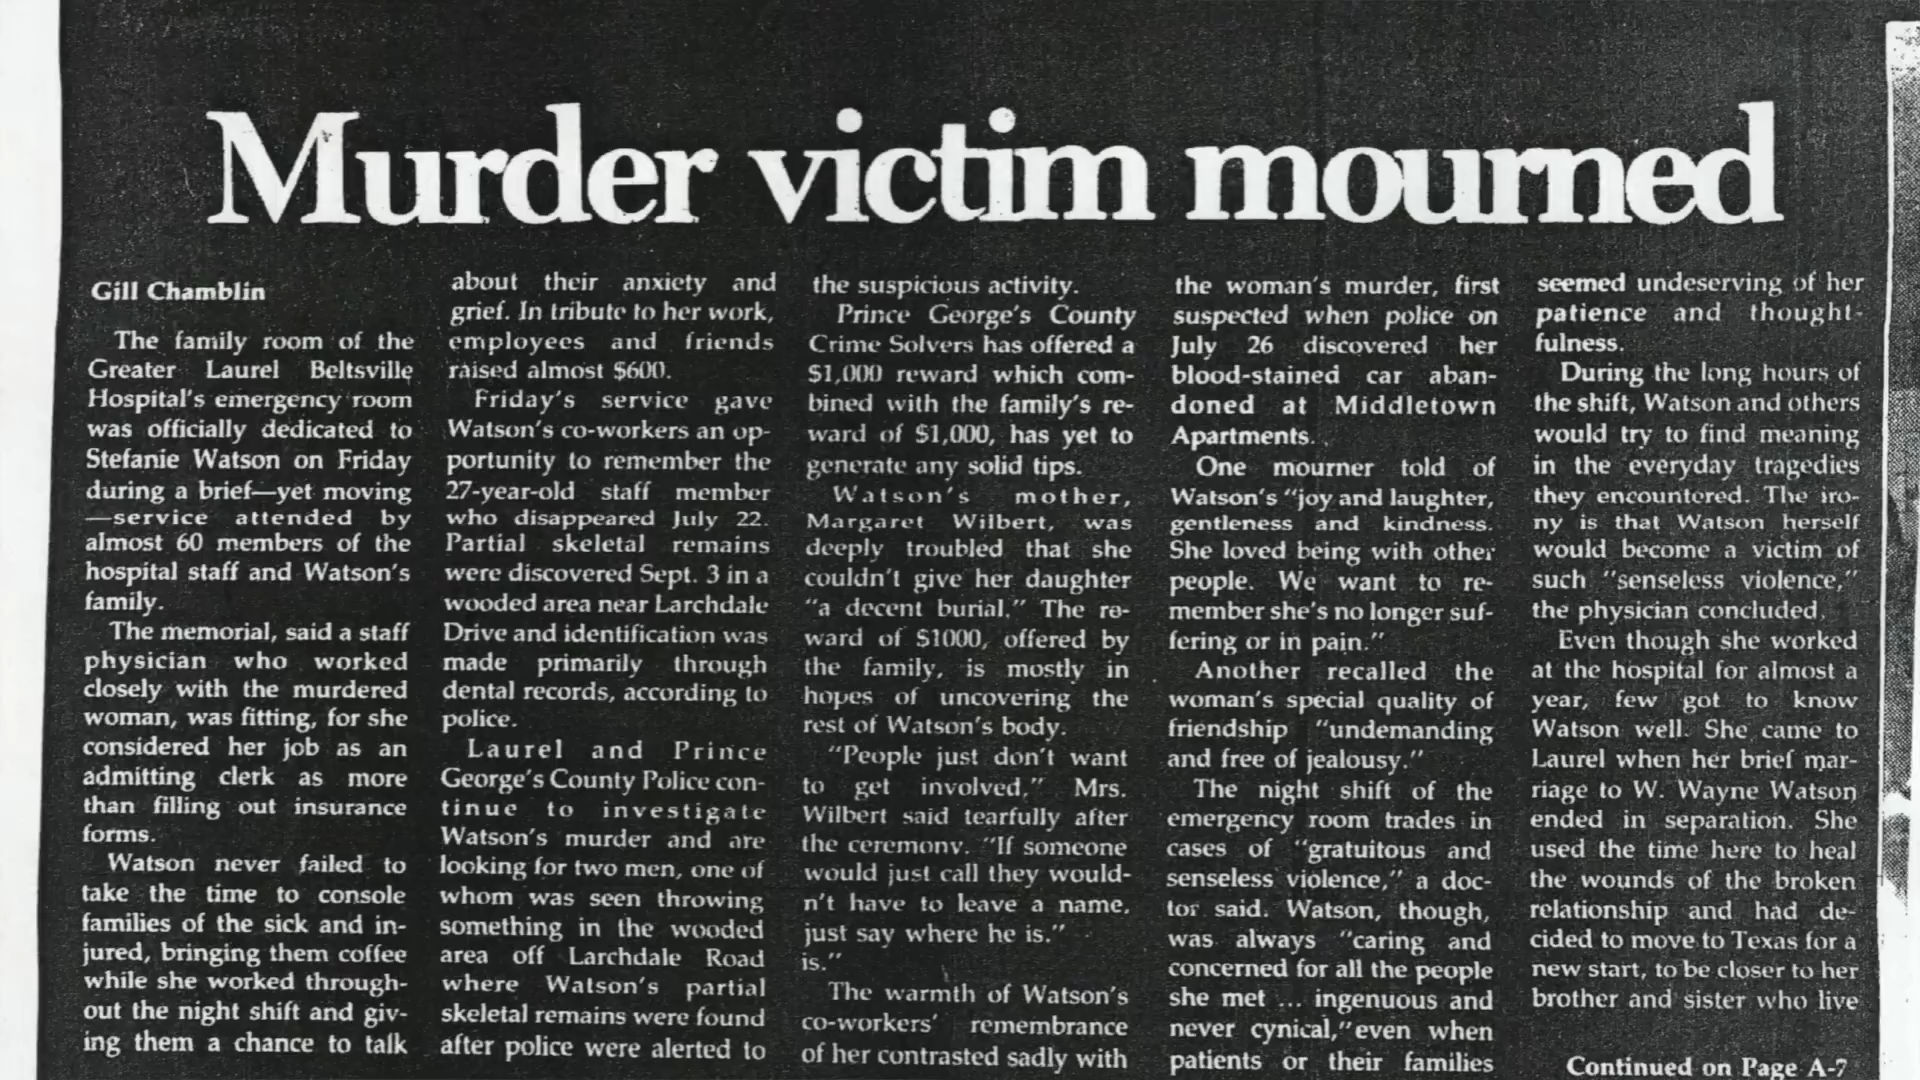 Murder victim mourned
Gill Chamblin
The family room of the
Greater Laurel Beltsville
Hospital's emergency room
was officially dedicated to
Stefanie Watson on Friday
during a brief—yet moving
—service attended by
almost 60 members of the
hospital staff and Watson's
family.
The memorial, said a staff
physician who worked
closely with the murdered
woman, was fitting, for she
considered her job as an
admitting clerk as more
than filling out insurance
forms.
Watson never failed to
take the time to console
families of the sick and in-
jured, bringing them coffee
while she worked through-
out the night shift and giv-
ing them a chance to talk
about their anxiety and
grief. In tribute to her work,
employees and friends
raised almost $600.
Friday's service gave
Watson's co-workers an op-
portunity to remember the
27-year-old staff member
who disappeared July 22.
Partial skeletal remains
were discovered Sept. 3 in a
wooded area near Larchdale
Drive and identification was
made primarily through
dental records, according to
police.
Laurel and Prince
George's County Police con-
tinue to investigate
Watson's murder and are
looking for two men, one of
whom was seen throwing
something in the wooded
area off Larchdale Road
where Watson's partial
skeletal remains were found
after police were alerted to
the suspicious activity.
Prince George's County
Crime Solvers has offered a
$1,000 reward which com-
bined with the family's re-
ward of $1,000, has yet to
generate any solid tips.
Watson's mother,
Margaret Wilbert, was
deeply troubled that she
couldn't give her daughter
"a decent burial." The re-
ward of $1000, offered by
the family, is mostly in
hopes of uncovering the
rest of Watson's body.
"People just don't want
to get involved," Mrs.
Wilbert said tearfully after
the ceremony. "If someone
would just call they would-
n't have to leave a name,
just say where he is."
is."
The warmth of Watson's
co-workers' remembrance
of her contrasted sadly with
the woman's murder, first
suspected when police on
July 26 discovered her
blood-stained car aban-
doned at Middletown
Apartments.
One mourner told of
Watson's "joy and laughter,
gentleness and kindness.
She loved being with other
people. We want to re-
member she's no longer suf-
fering or in pain."
Another recalled the
woman's special quality of
friendship "undemanding
and free of jealousy."
The night shift of the
emergency room trades in
cases of "gratuitous and
senseless violence," a doc-
tor said. Watson, though,
was always "caring and
concerned for all the people
she met ... ingenuous and
never cynical," even when
patients or their families
seemed undeserving of her
patience and thought-
fulness.
During the long hours of
the shift, Watson and others
would try to find meaning
in the everyday tragedies
they encountered. The iro-
ny is that Watson herself
would become a victim of
such "senseless violence,"
the physician concluded.
Even though she worked
at the hospital for almost a
year, few got to know
Watson well. She came to
Laurel when her brief mar-
riage to W. Wayne Watson
ended in separation. She
used the time here to heal
the wounds of the broken
relationship and had de-
cided to move to Texas for a
new start, to be closer to her
brother and sister who live
Continued on Page A-7